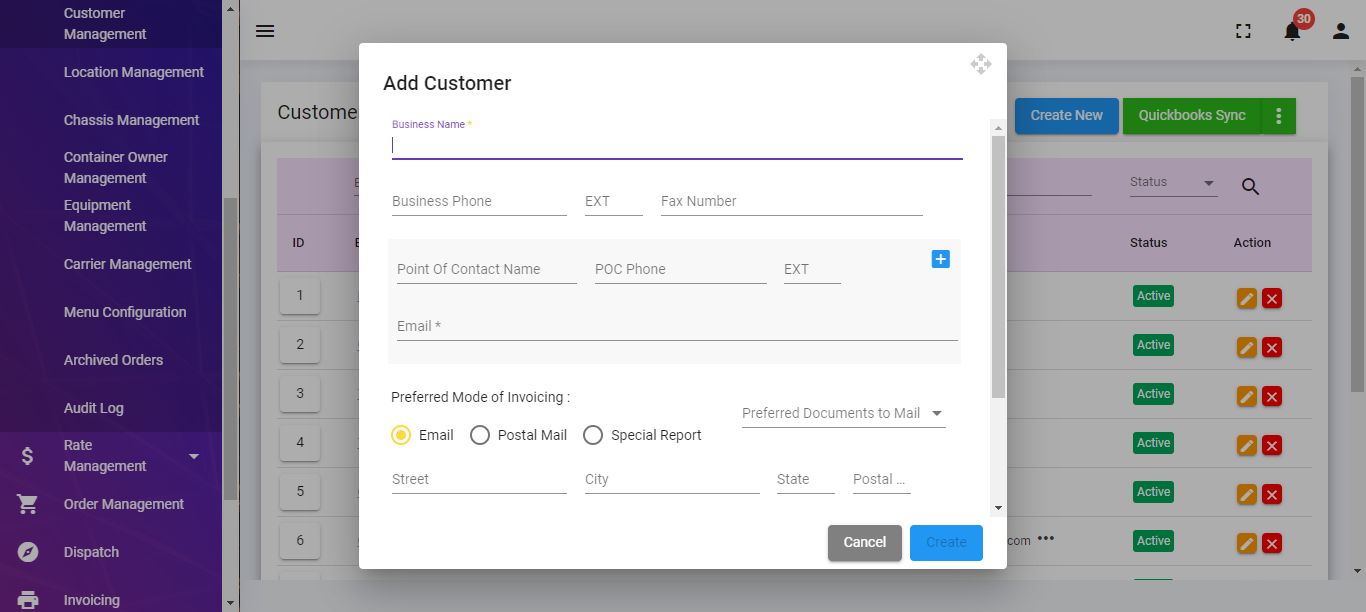 Customer
Management
Location Management
Chassis Management
Container Owner
Management
Equipment
Management
Carrier Management
Menu Configuration
Archived Orders
Audit Log
$ Rate
Management
Order Management
Dispatch
Invoicing
30
Custome
Create New
Quickbooks Sync
Status
ID
Status
Action
1
Active
2
Active
3
Active
4
Active
5
Active
6
com •••
Active
Add Customer
Business Name *
Business Phone
EXT
Fax Number
Point Of Contact Name
POC Phone
EXT
Email *
Preferred Mode of Invoicing :
Preferred Documents to Mail
Email
Postal Mail
Special Report
Street
City
State
Postal ...
Cancel
Create